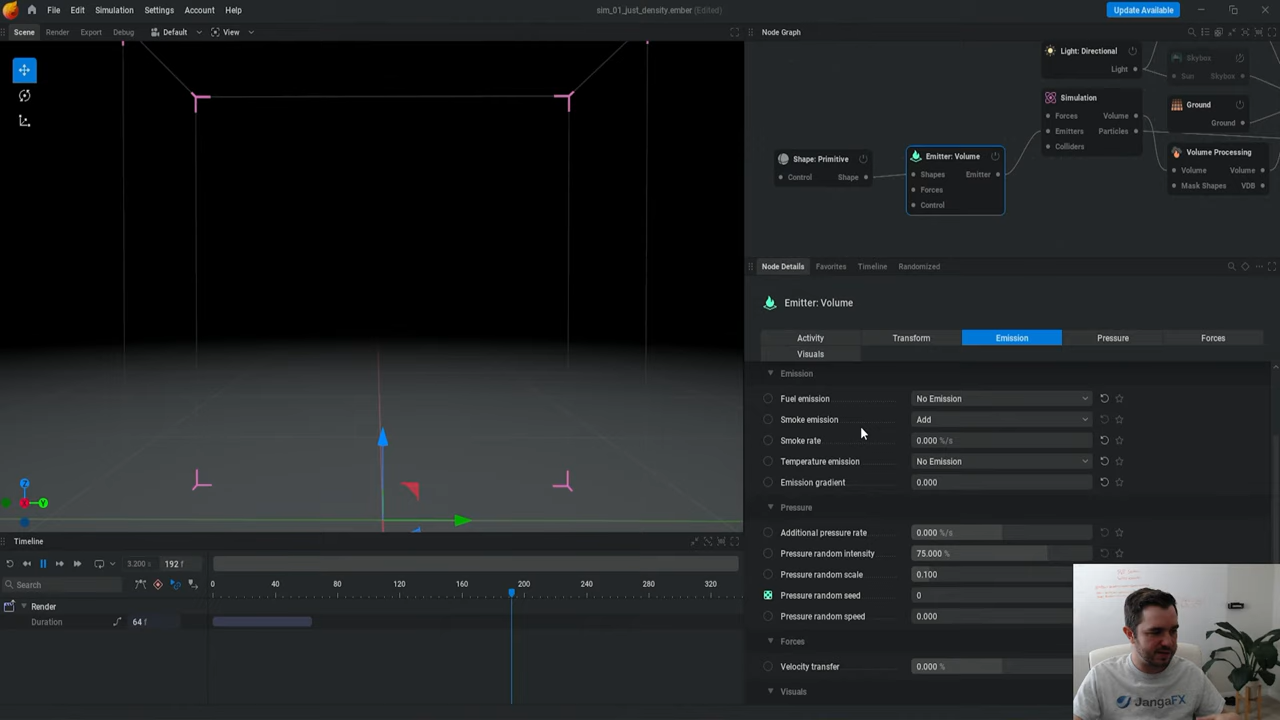 File Edit Simulation Settings Account Help
sim_01_just_density.ember (Edited)
Update Available
Scene Render Export Debug Default View
Node Graph
Light: Directional
Light
Skybox
Sun Skybox
Simulation
Forces Volume
Emitters Particles
Colliders
Ground
Ground
Shape: Primitive
Control Shape
Emitter: Volume
Shapes Emitter
Forces
Control
Volume Processing
Volume Volume
Mask Shapes VDB
Node Details Favorites Timeline Randomized
Emitter: Volume
Activity Transform Emission Pressure Forces
Visuals
Emission
Fuel emission No Emission
Smoke emission Add
Smoke rate 0.000 %/s
Temperature emission No Emission
Emission gradient 0.000
Pressure
Additional pressure rate 0.000 %/s
Pressure random intensity 75.000 %
Pressure random scale 0.100
Pressure random seed 0
Pressure random speed 0.000
Forces
Velocity transfer 0.000 %
Visuals
Z
Y
Timeline
3.200 s 192 f
Search
0 40 80 120 160 200 240 280 320
Render
Duration 64 f
JangaFX